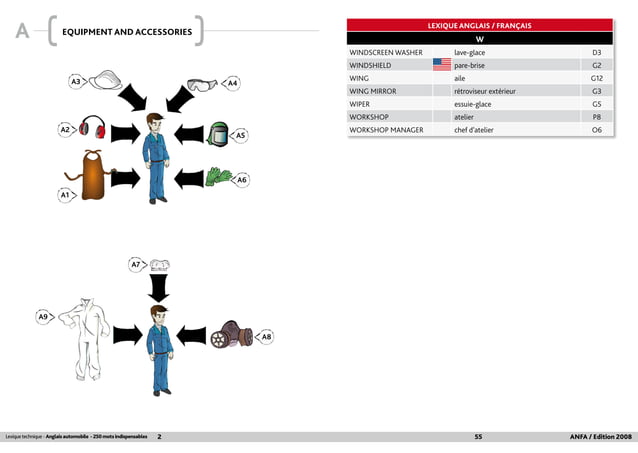 A
EQUIPMENT AND ACCESSORIES
A3
A4
A2
A5
A6
A1
A7
A9
A8
Lexique technique - Anglais automobile - 250 mots indispensables 2
LEXIQUE ANGLAIS / FRANÇAIS
W
WINDSCREEN WASHER lave-glace D3
WINDSHIELD pare-brise G2
WING aile G12
WING MIRROR rétroviseur extérieur G3
WIPER essuie-glace G5
WORKSHOP atelier P8
WORKSHOP MANAGER chef d'atelier O6
55 ANFA / Edition 2008